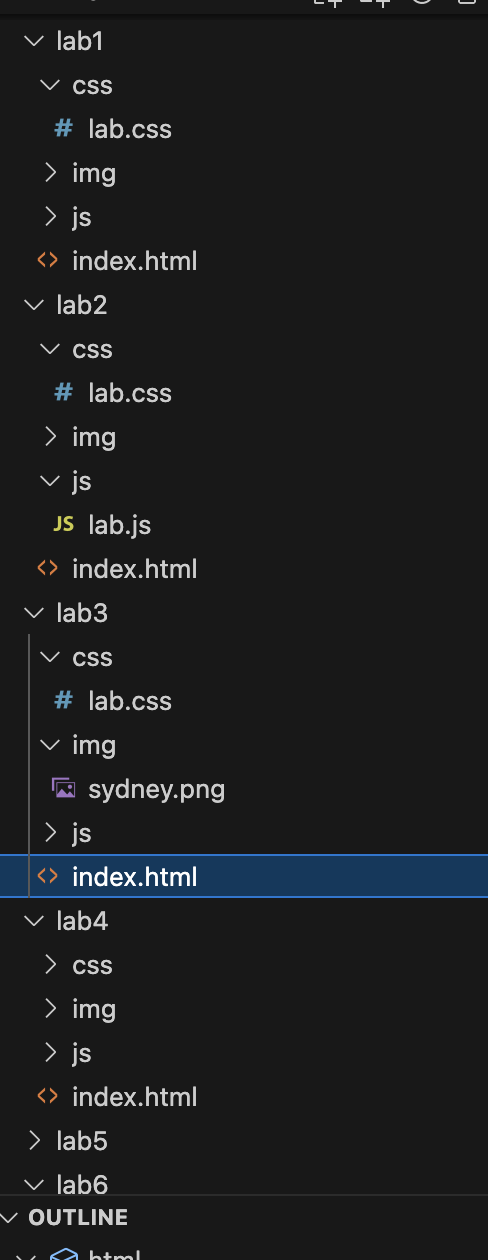 lab1
css
# lab.css
img
js
<> index.html
lab2
css
# lab.css
img
js
JS lab.js
<> index.html
lab3
css
# lab.css
img
sydney.png
js
<> index.html
lab4
css
img
js
<> index.html
lab5
lab6
OUTLINE
html